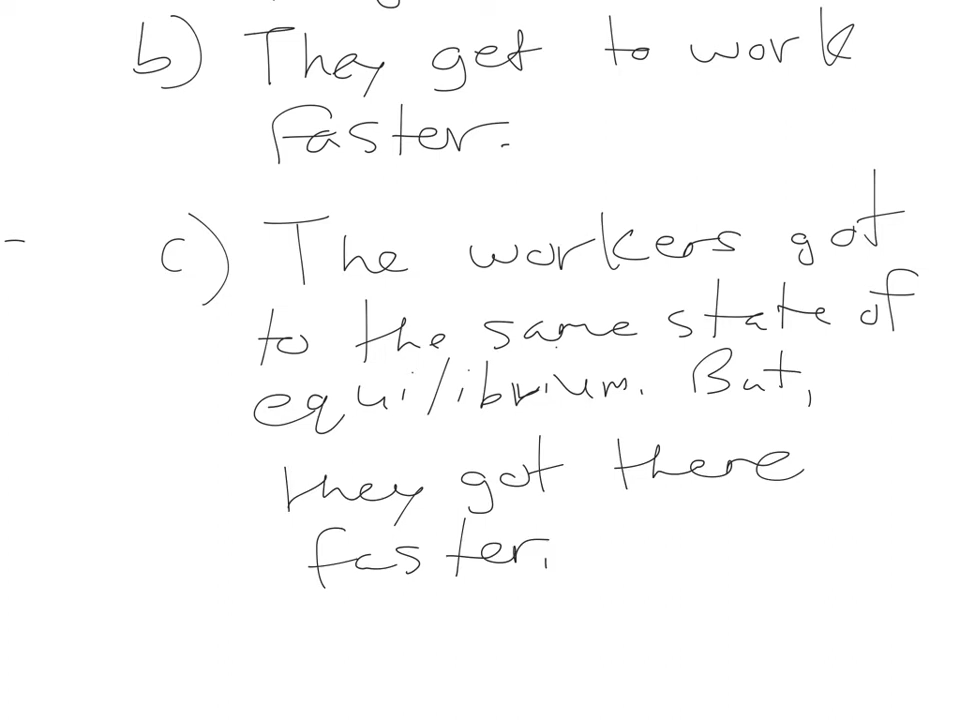 b) They get to work
faster.
c) The workers got
to the same state of
equilibrium. But,
they got there
faster.